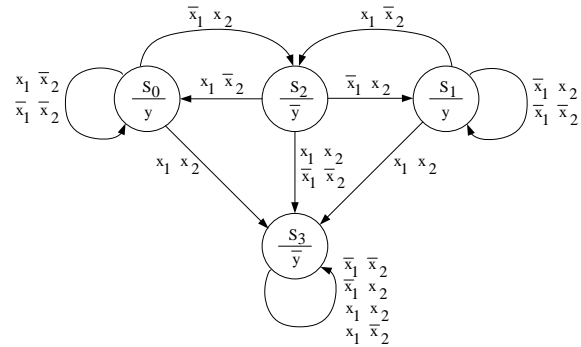 x̅₁ x₂
x₁ x̅₂
x₁ x̅₂
x̅₁ x̅₂
S₀
y
x₁ x̅₂
S₂
y̅
x̅₁ x₂
S₁
y
x̅₁ x₂
x̅₁ x̅₂
x₁ x₂
x₁ x₂
x̅₁ x̅₂
x₁ x₂
S₃
y̅
x̅₁ x̅₂
x̅₁ x₂
x₁ x₂
x₁ x̅₂